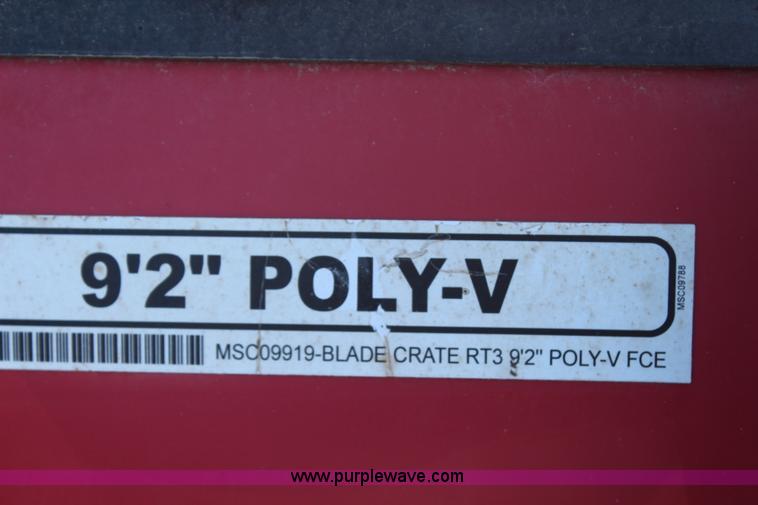 9'2" POLY-V
MSC09788
MSC09919-BLADE CRATE RT3 9'2" POLY-V FCE
www.purplewave.com